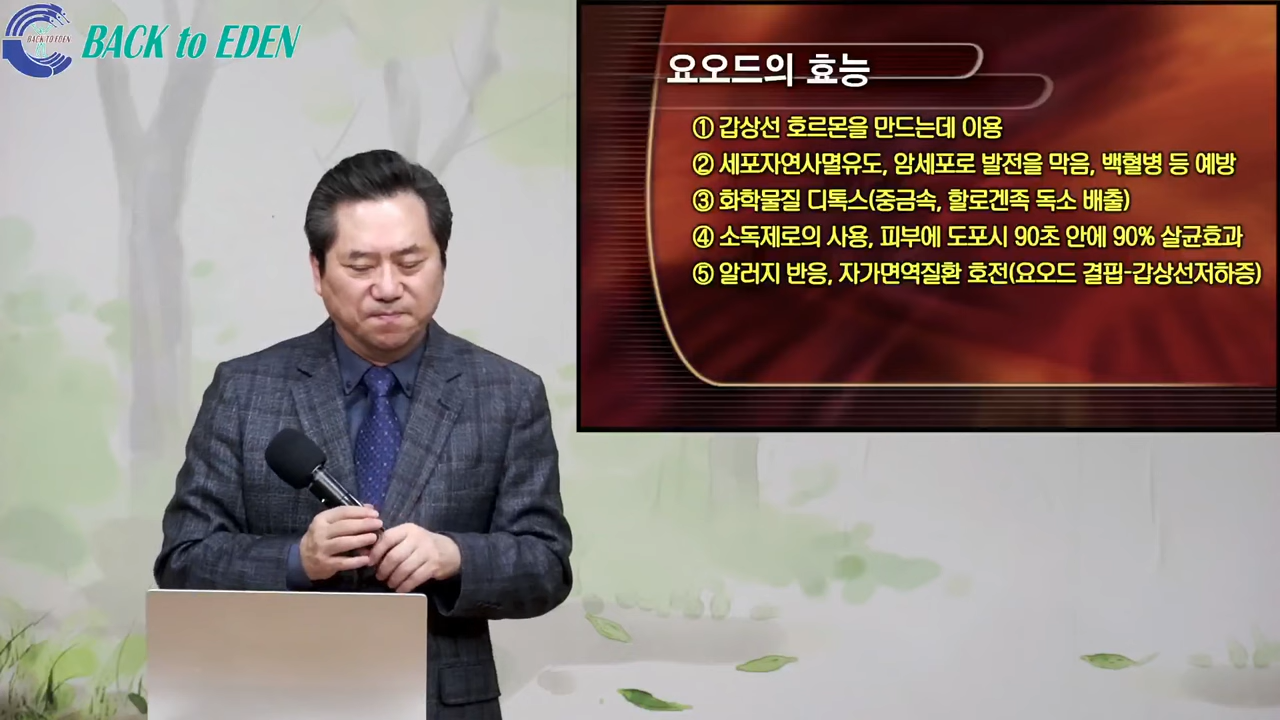 BACK TO EDEN
BACK to EDEN
요오드의 효능
① 갑상선 호르몬을 만드는데 이용
② 세포자연사멸유도, 암세포로 발전을 막음, 백혈병 등 예방
③ 화학물질 디톡스(중금속, 할로겐족 독소 배출)
④ 소독제로의 사용, 피부에 도포시 90초 안에 90% 살균효과
⑤ 알러지 반응, 자가면역질환 호전(요오드 결핍-갑상선저하증)